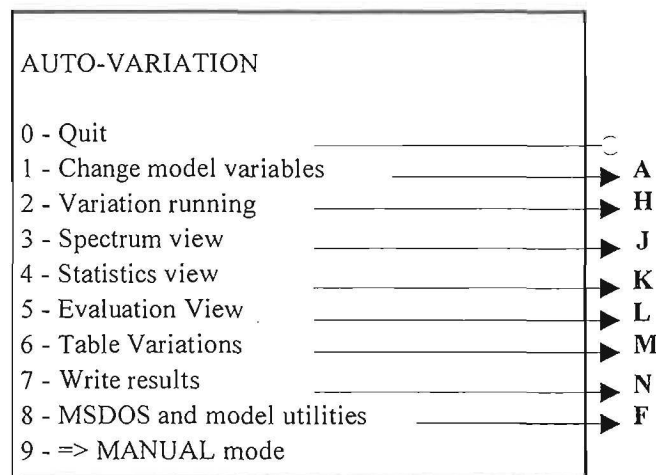 AUTO-VARIATION
0 - Quit
1 - Change model variables A
2 - Variation running H
3 - Spectrum view J
4 - Statistics view K
5 - Evaluation View L
6 - Table Variations M
7 - Write results N
8 - MSDOS and model utilities F
9 - => MANUAL mode